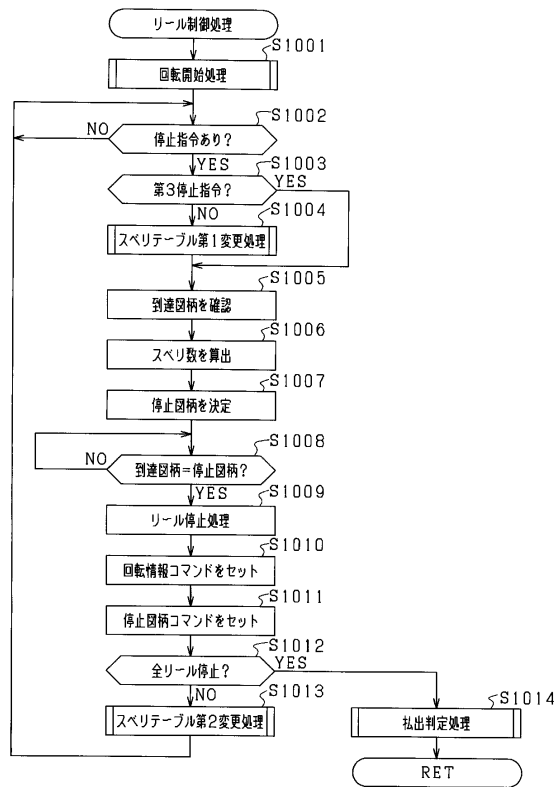 リール制御処理
S1001
回転開始処理
S1002
NO
停止指令あり?
YES
S1003
第3停止指令?
YES
NO
S1004
スベリテーブル第1変更処理
S1005
到達図柄を確認
S1006
スベリ数を算出
S1007
停止図柄を決定
S1008
NO
到達図柄=停止図柄?
YES
S1009
リール停止処理
S1010
回転情報コマンドをセット
S1011
停止図柄コマンドをセット
S1012
全リール停止?
YES
NO
S1013
スベリテーブル第2変更処理
S1014
払出判定処理
RET